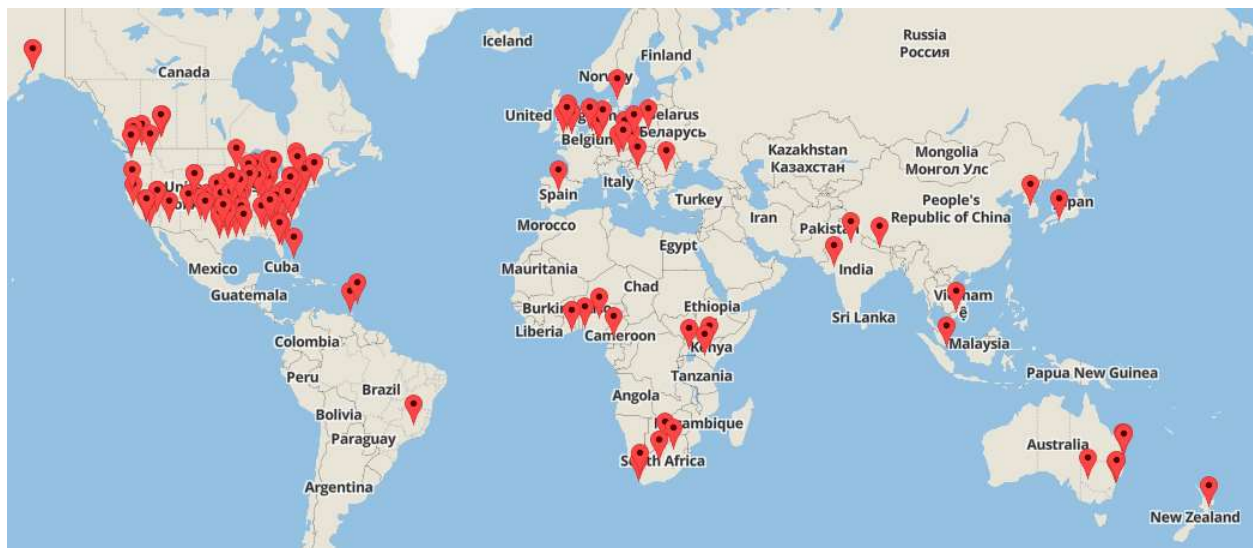 Russia
Россия
Iceland
Finland
Canada
Norway
United
Belarus
Беларусь
Belgium
Kazakhstan
Казахстан
Mongolia
Монгол Улс
Italy
Spain
Turkey
People's
Republic of China
Iran
Morocco
Pakistan
Egypt
Mexico
Cuba
Mauritania
India
Guatemala
Chad
Vietnam
Ethiopia
Liberia
Cameroon
Sri Lanka
Malaysia
Colombia
Kenya
Peru
Brazil
Tanzania
Papua New Guinea
Angola
Bolivia
Mozambique
Paraguay
Australia
South Africa
Argentina
New Zealand